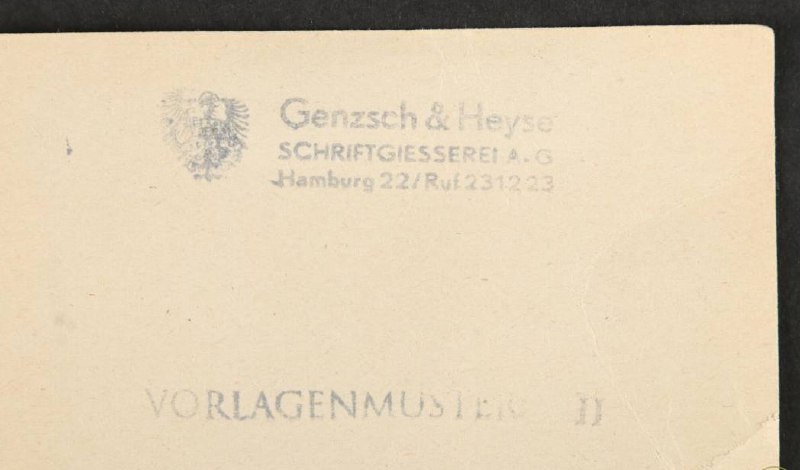 Genzsch & Heyse
SCHRIFTGIESSEREI A.G
Hamburg 22/Ruf 231223
VORLAGENMUSTER II